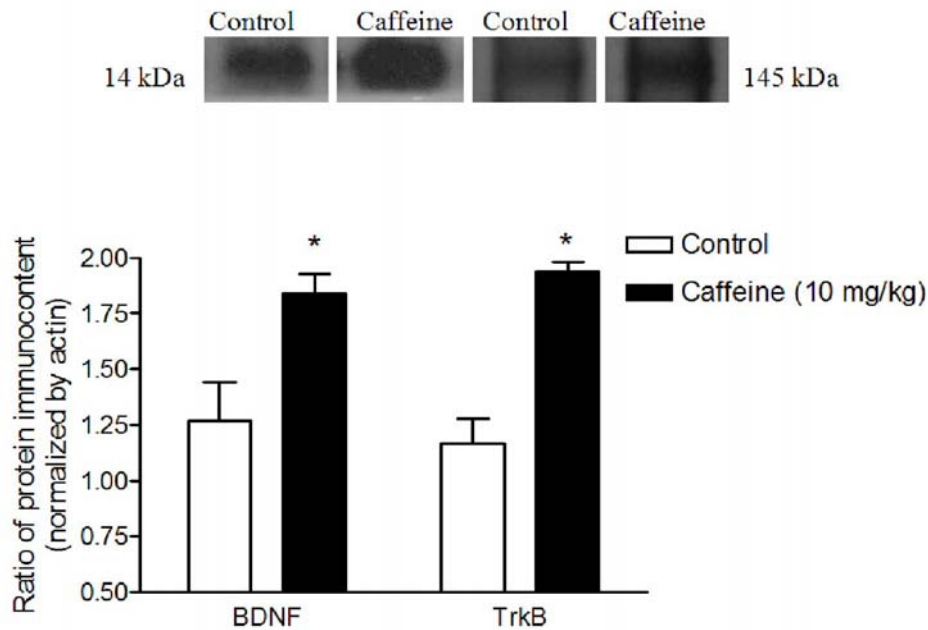 Control Caffeine Control Caffeine
14 kDa 145 kDa
Ratio of protein immunocontent
(normalized by actin)
2.00
1.75
1.50
1.25
1.00
0.75
0.50
* *
Control
Caffeine (10 mg/kg)
BDNF TrkB